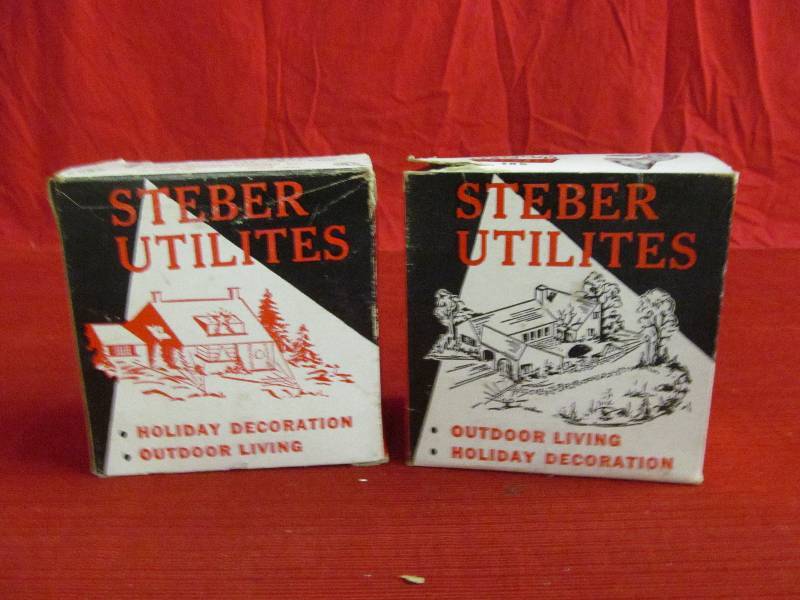 STEBER
UTILITES
• HOLIDAY DECORATION
• OUTDOOR LIVING
STEBER
UTILITES
• OUTDOOR LIVING
• HOLIDAY DECORATION